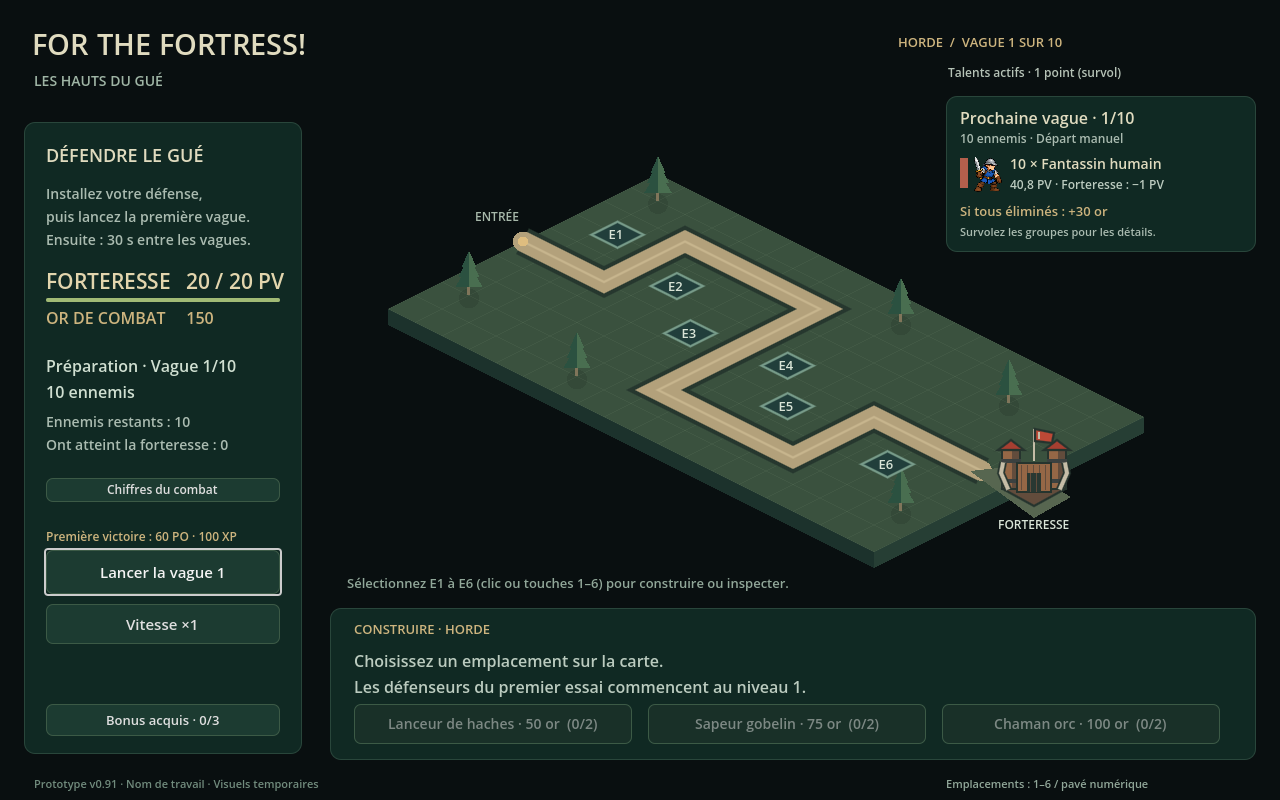 FOR THE FORTRESS!
LES HAUTS DU GUÉ
HORDE / VAGUE 1 SUR 10
Talents actifs · 1 point (survol)
Prochaine vague · 1/10
10 ennemis · Départ manuel
10 × Fantassin humain
40,8 PV · Forteresse : −1 PV
Si tous éliminés : +30 or
Survolez les groupes pour les détails.
DÉFENDRE LE GUÉ
Installez votre défense,
puis lancez la première vague.
Ensuite : 30 s entre les vagues.
FORTERESSE 20 / 20 PV
OR DE COMBAT 150
Préparation · Vague 1/10
10 ennemis
Ennemis restants : 10
Ont atteint la forteresse : 0
Chiffres du combat
Première victoire : 60 PO · 100 XP
Lancer la vague 1
Vitesse ×1
Bonus acquis · 0/3
ENTRÉE
E1
E2
E3
E4
E5
E6
FORTERESSE
Sélectionnez E1 à E6 (clic ou touches 1–6) pour construire ou inspecter.
CONSTRUIRE · HORDE
Choisissez un emplacement sur la carte.
Les défenseurs du premier essai commencent au niveau 1.
Lanceur de haches · 50 or (0/2)
Sapeur gobelin · 75 or (0/2)
Chaman orc · 100 or (0/2)
Prototype v0.91 · Nom de travail · Visuels temporaires
Emplacements : 1–6 / pavé numérique